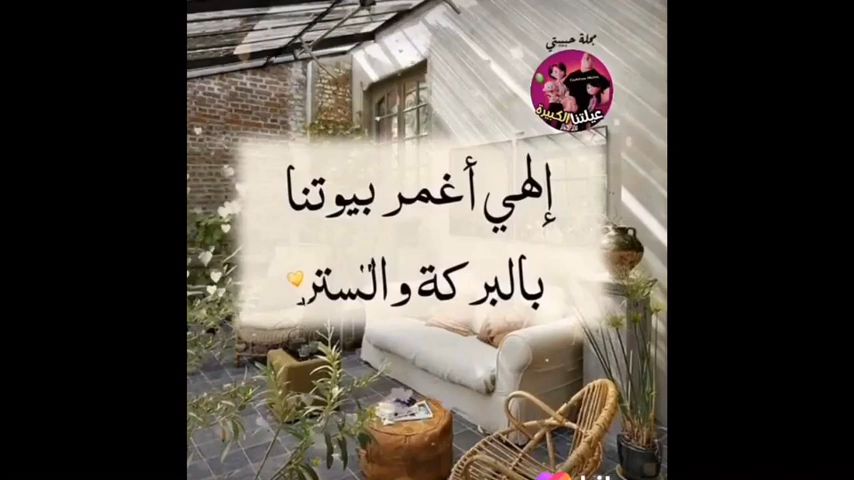 مجلة حبيبتي
عيلتنا الكبيرة
إلهي أغمر بيوتنا
بالبركة والستر